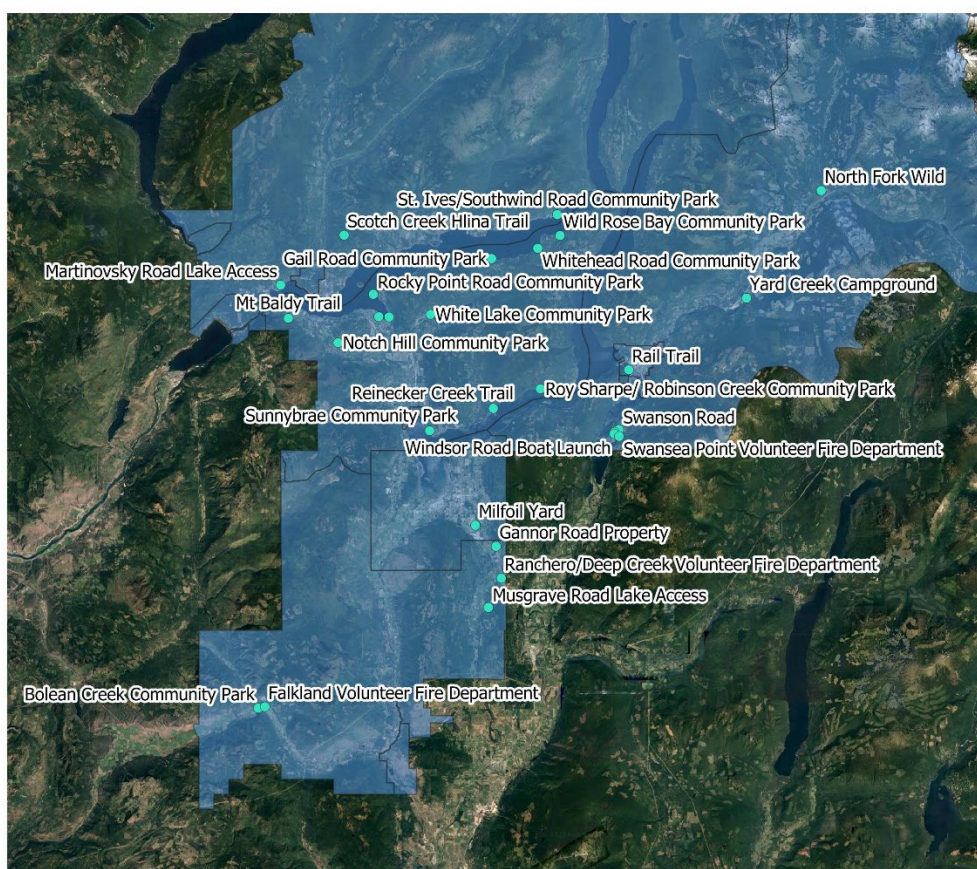 North Fork Wild
St. Ives/Southwind Road Community Park
Scotch Creek Hlina Trail
Wild Rose Bay Community Park
Gail Road Community Park
Whitehead Road Community Park
Martinovsky Road Lake Access
Rocky Point Road Community Park
Yard Creek Campground
Mt Baldy Trail
White Lake Community Park
Notch Hill Community Park
Rail Trail
Reinecker Creek Trail
Roy Sharpe/ Robinson Creek Community Park
Sunnybrae Community Park
Swanson Road
Windsor Road Boat Launch
Swansea Point Volunteer Fire Department
Milfoil Yard
Gannor Road Property
Ranchero/Deep Creek Volunteer Fire Department
Musgrave Road Lake Access
Bolean Creek Community Park
Falkland Volunteer Fire Department